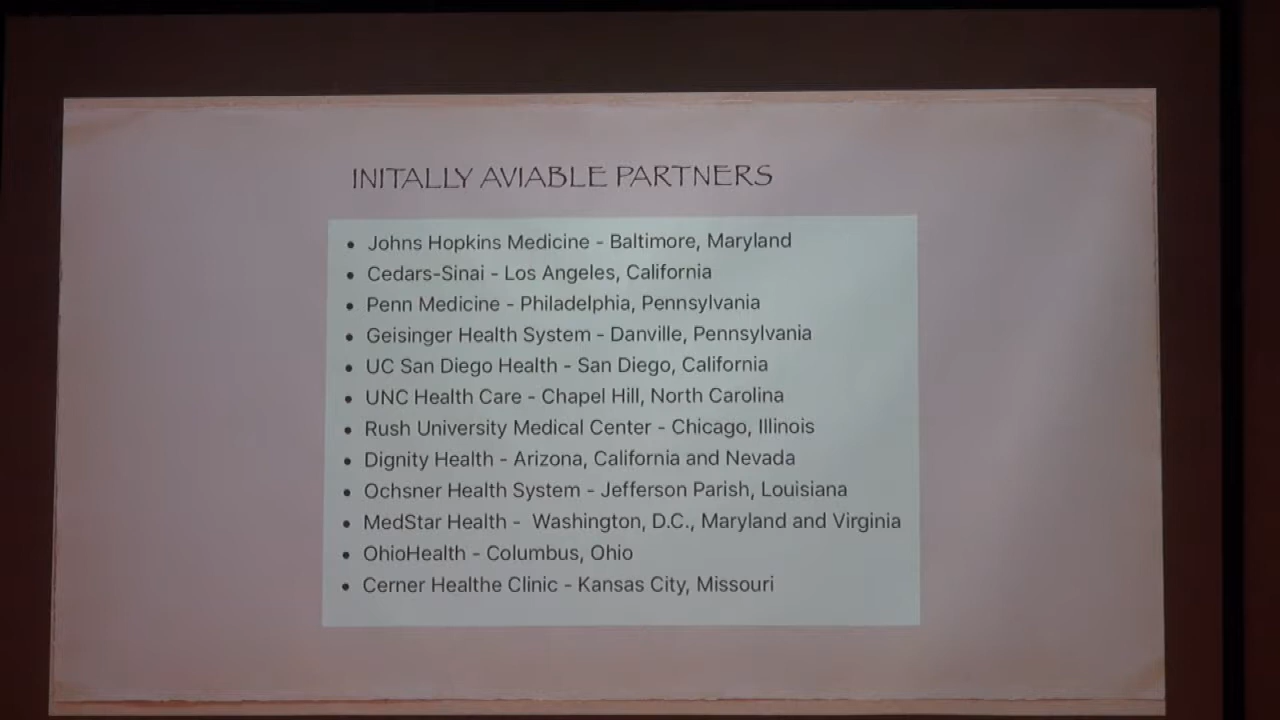 INITALLY AVIABLE PARTNERS
• Johns Hopkins Medicine - Baltimore, Maryland
• Cedars-Sinai - Los Angeles, California
• Penn Medicine - Philadelphia, Pennsylvania
• Geisinger Health System - Danville, Pennsylvania
• UC San Diego Health - San Diego, California
• UNC Health Care - Chapel Hill, North Carolina
• Rush University Medical Center - Chicago, Illinois
• Dignity Health - Arizona, California and Nevada
• Ochsner Health System - Jefferson Parish, Louisiana
• MedStar Health -  Washington, D.C., Maryland and Virginia
• OhioHealth - Columbus, Ohio
• Cerner Healthe Clinic - Kansas City, Missouri